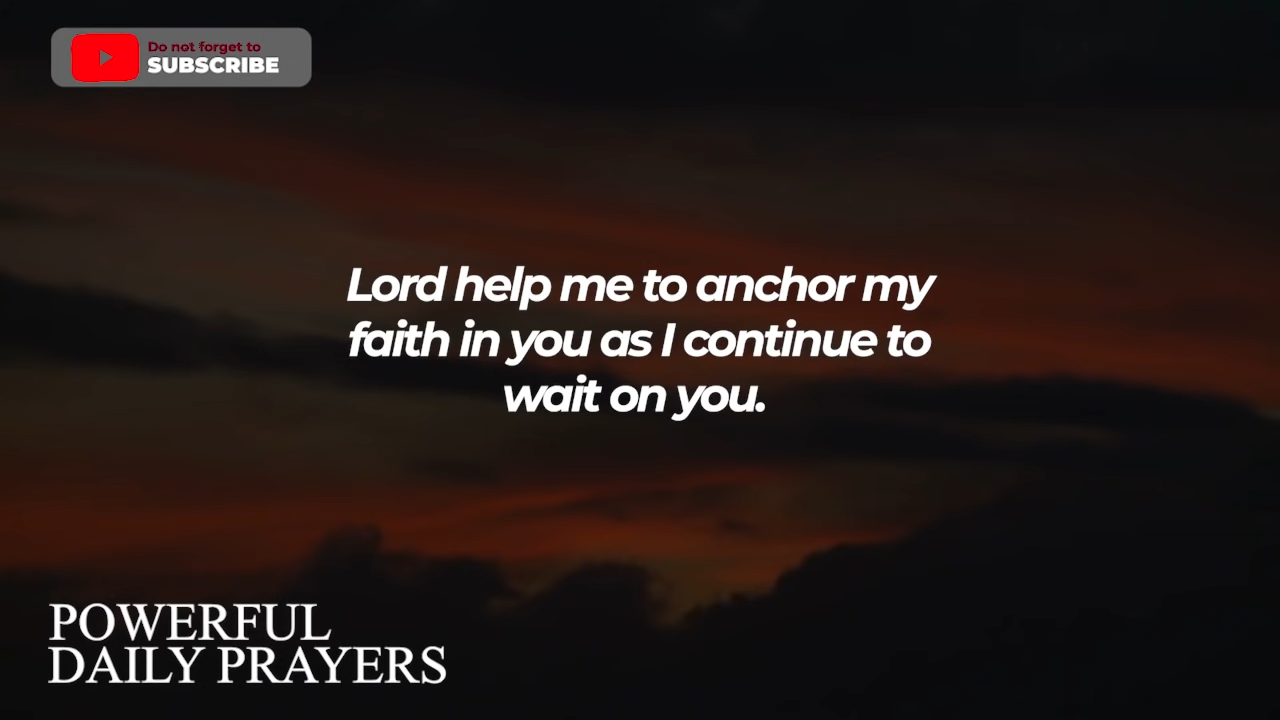 Do not forget to
SUBSCRIBE
Lord help me to anchor my
faith in you as I continue to
wait on you.
POWERFUL
DAILY PRAYERS